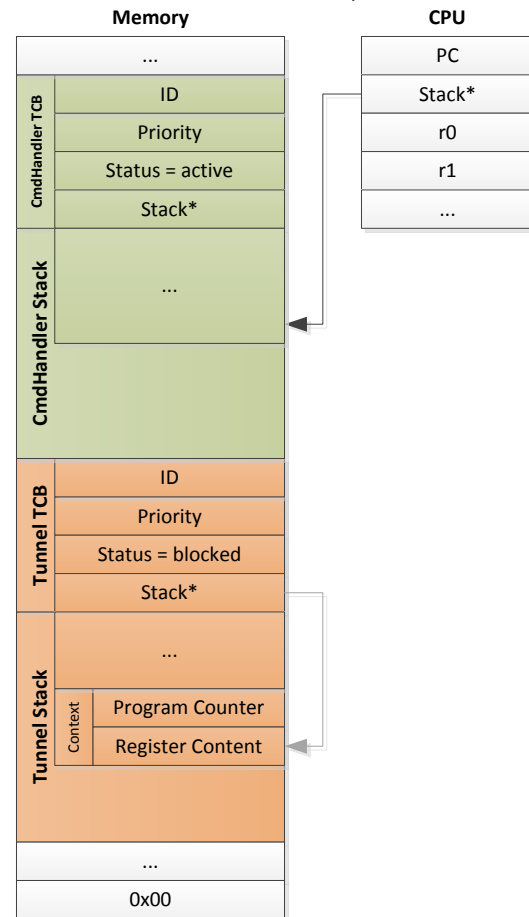 Memory
CPU
...
CmdHandler TCB
ID
Priority
Status = active
Stack*
CmdHandler Stack
...
Tunnel TCB
ID
Priority
Status = blocked
Stack*
Tunnel Stack
...
Context
Program Counter
Register Content
...
0x00
PC
Stack*
r0
r1
...